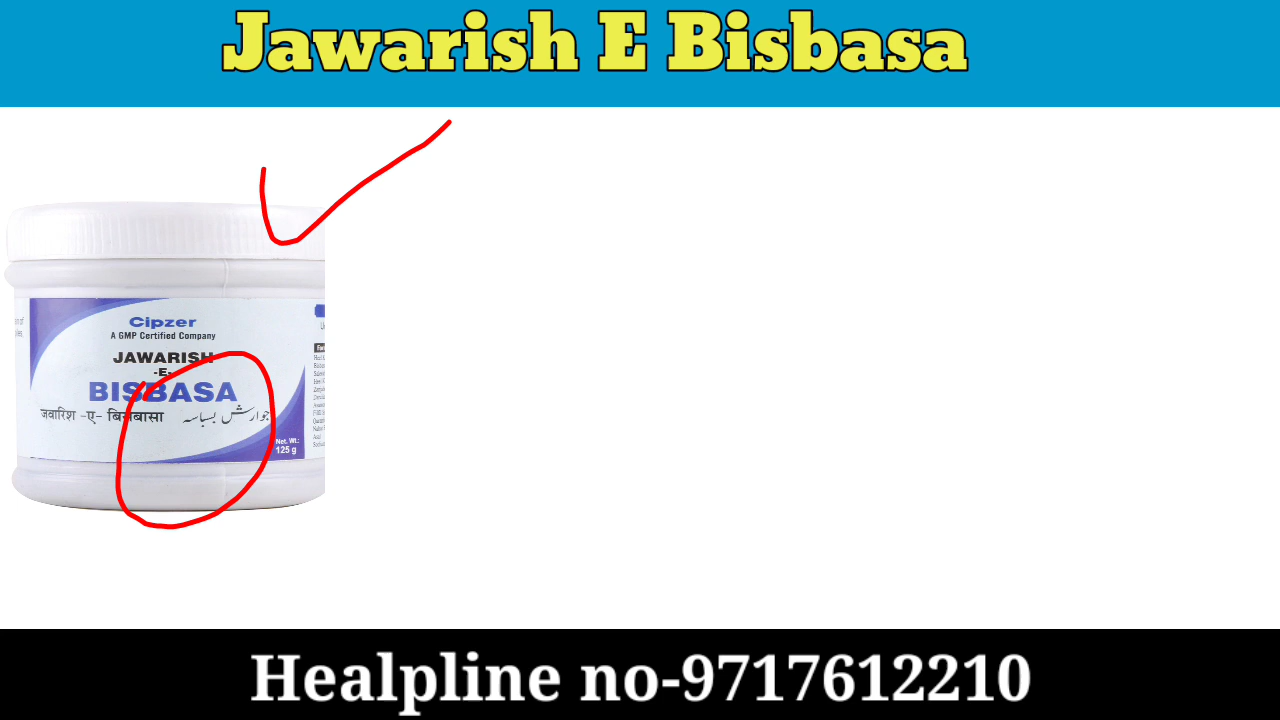 Jawarish E Bisbasa
Cipzer
A GMP Certified Company
JAWARISH
-E-
BISBASA
जवारिश -ए- बिसबासा جوارش بسباسہ
Net. Wt.:
125 g
Healpline no-9717612210